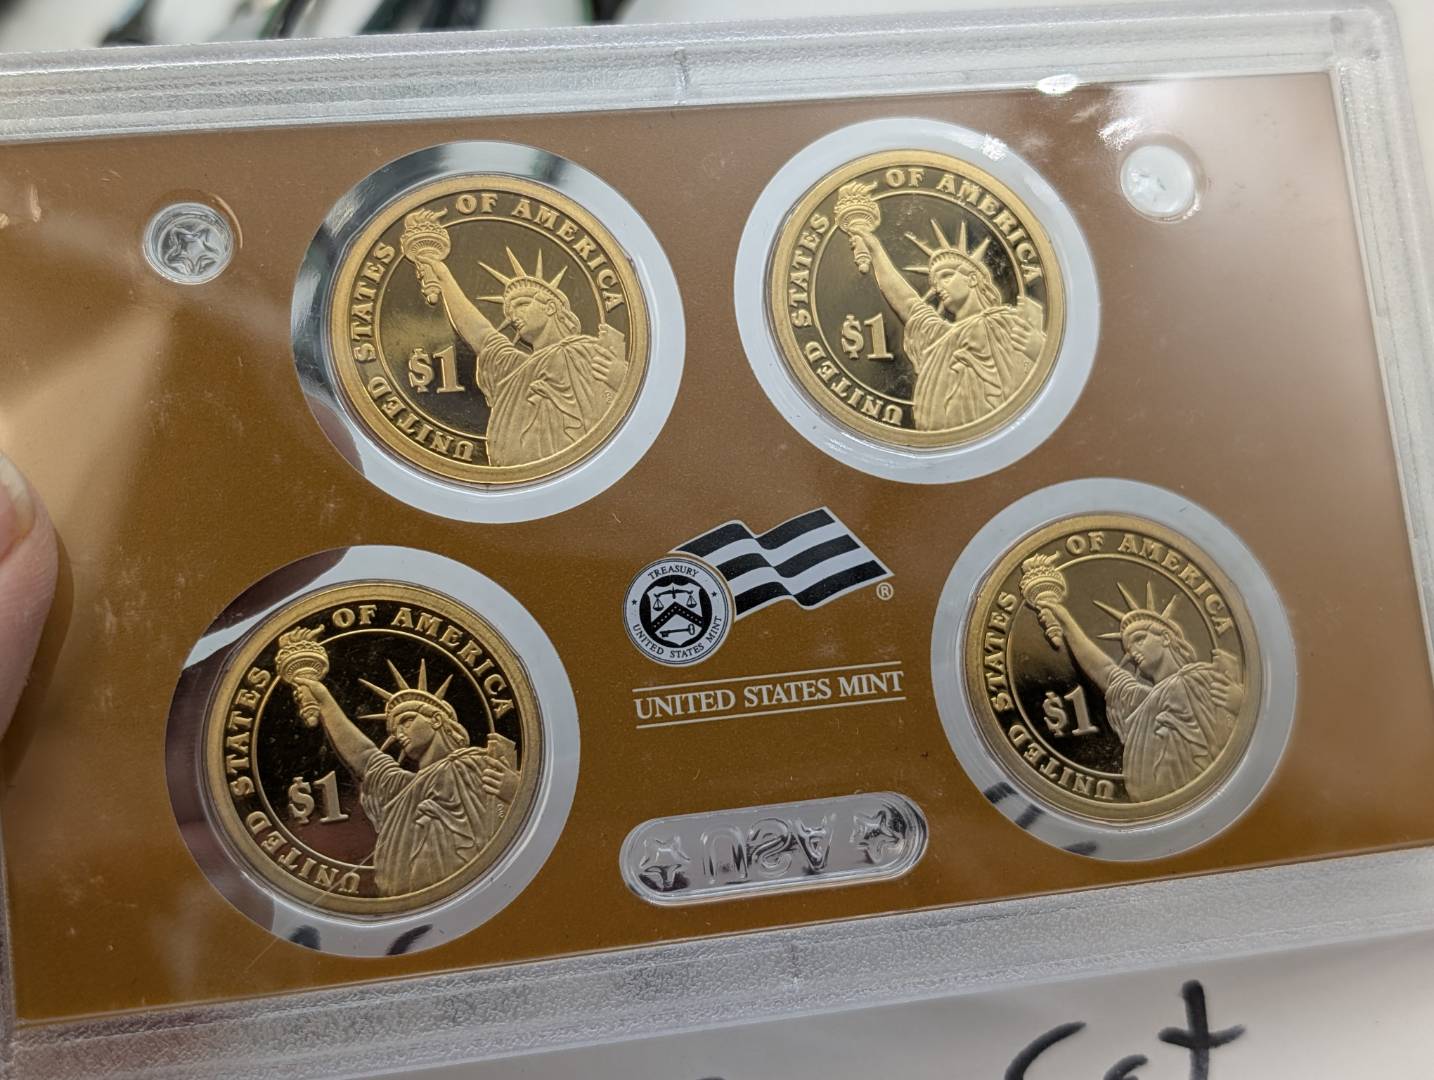 UNITED STATES OF AMERICA
$1
UNITED STATES OF AMERICA
$1
UNITED STATES OF AMERICA
$1
UNITED STATES OF AMERICA
$1
TREASURY
UNITED STATES MINT
®
UNITED STATES MINT
USA
Set